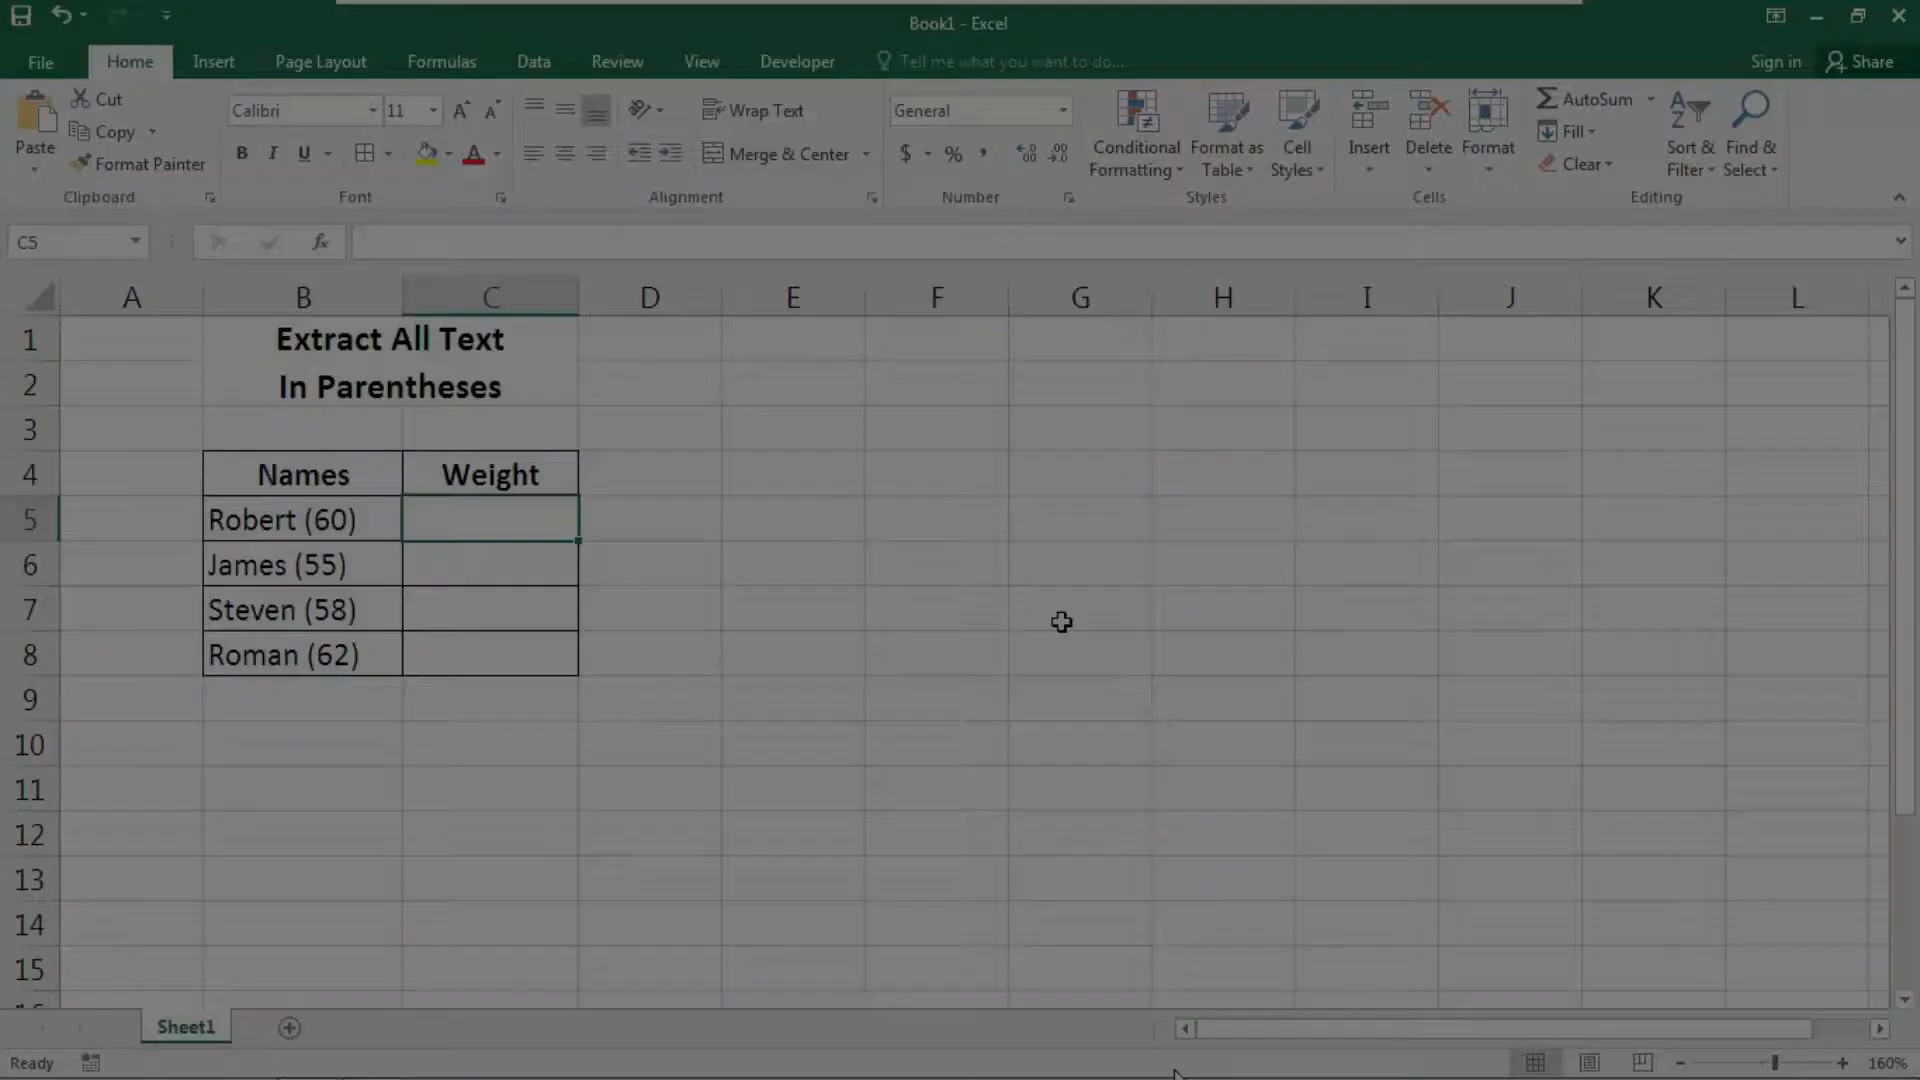 Book1 - Excel
File Home Insert Page Layout Formulas Data Review View Developer Tell me what you want to do... Sign in Share
Cut
Copy
Format Painter
Paste
Clipboard
Calibri 11
B I U A
Font
Wrap Text
Merge & Center
Alignment
General
$ % ,
Number
Conditional Formatting
Format as Table
Cell Styles
Styles
Insert Delete Format
Cells
AutoSum
Fill
Clear
Sort & Filter
Find & Select
Editing
C5 fx
A B C D E F G H I J K L
1 Extract All Text
2 In Parentheses
3
4 Names Weight
5 Robert (60)
6 James (55)
7 Steven (58)
8 Roman (62)
9
10
11
12
13
14
15
Sheet1
Ready 160%